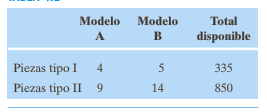 Modelo Modelo Total
A B disponible
Piezas tipo I 4 5 335
Piezas tipo II 9 14 850